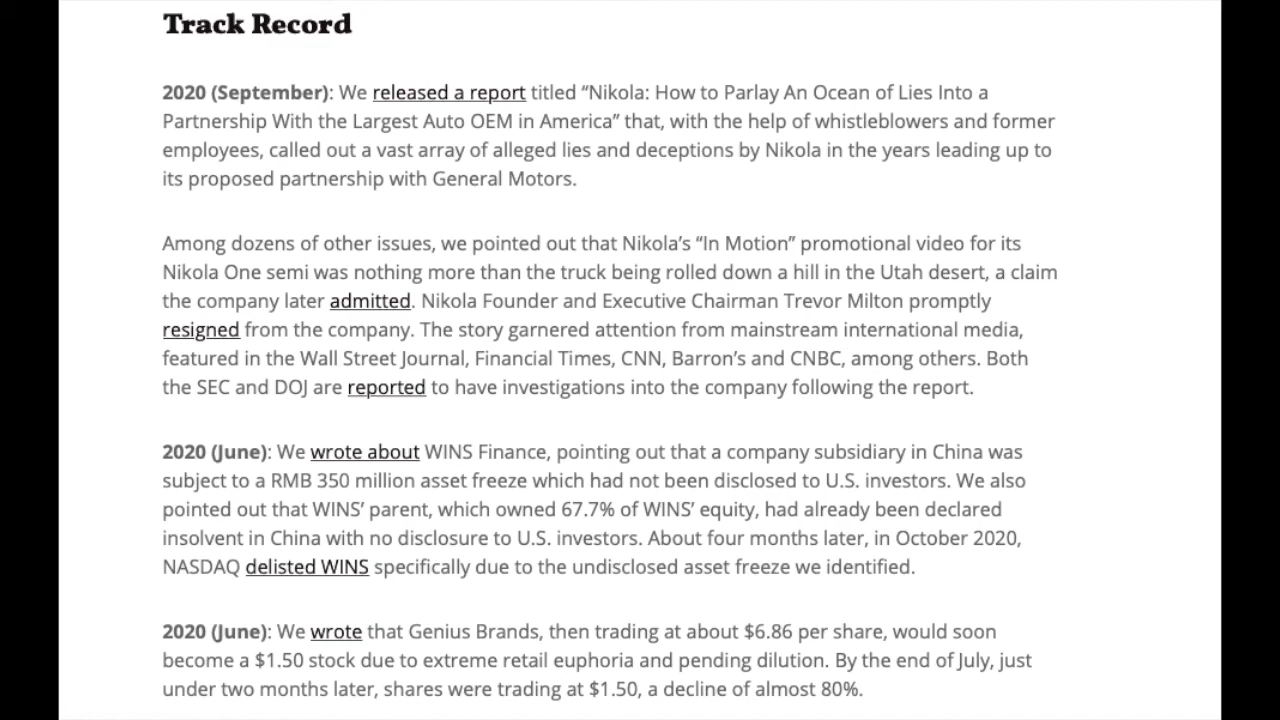 Track Record
2020 (September): We released a report titled “Nikola: How to Parlay An Ocean of Lies Into a
Partnership With the Largest Auto OEM in America” that, with the help of whistleblowers and former
employees, called out a vast array of alleged lies and deceptions by Nikola in the years leading up to
its proposed partnership with General Motors.
Among dozens of other issues, we pointed out that Nikola’s “In Motion” promotional video for its
Nikola One semi was nothing more than the truck being rolled down a hill in the Utah desert, a claim
the company later admitted. Nikola Founder and Executive Chairman Trevor Milton promptly
resigned from the company. The story garnered attention from mainstream international media,
featured in the Wall Street Journal, Financial Times, CNN, Barron’s and CNBC, among others. Both
the SEC and DOJ are reported to have investigations into the company following the report.
2020 (June): We wrote about WINS Finance, pointing out that a company subsidiary in China was
subject to a RMB 350 million asset freeze which had not been disclosed to U.S. investors. We also
pointed out that WINS’ parent, which owned 67.7% of WINS’ equity, had already been declared
insolvent in China with no disclosure to U.S. investors. About four months later, in October 2020,
NASDAQ delisted WINS specifically due to the undisclosed asset freeze we identified.
2020 (June): We wrote that Genius Brands, then trading at about $6.86 per share, would soon
become a $1.50 stock due to extreme retail euphoria and pending dilution. By the end of July, just
under two months later, shares were trading at $1.50, a decline of almost 80%.